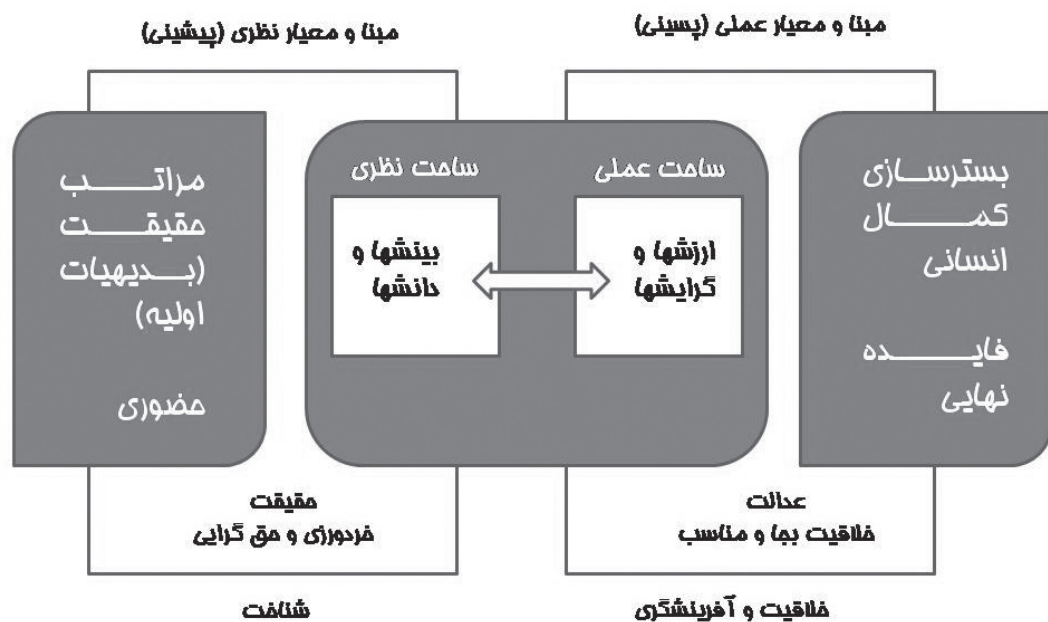 مبنا و معیار عملی (پسینی)
مبنا و معیار نظری (پیشینی)
بسترسازی
کمال
انسانی
فایده
نهایی
ساحت عملی
ارزشها و
گرایشها
ساحت نظری
بینشها و
دانشها
مراتب
حقیقت
(بدیهیات
اولیه)
حضوری
عدالت
خلاقیت بجا و مناسب
حقیقت
خردورزی و حق گرایی
خلاقیت و آفرینشگری
شناخت